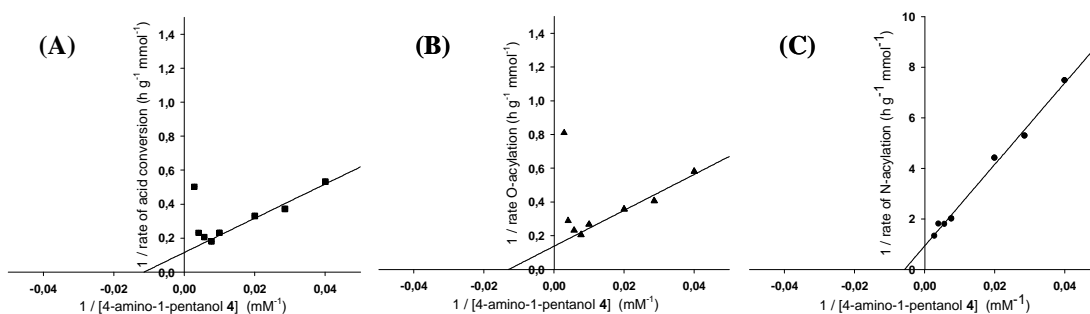 (A)
1 / rate of acid conversion (h g⁻¹ mmol⁻¹)
1,4
1,2
1,0
0,8
0,6
0,4
0,2
0,0
-0,04 -0,02 0,00 0,02 0,04
1 / [4-amino-1-pentanol 4] (mM⁻¹)
(B)
1 / rate O-acylation (h g⁻¹ mmol⁻¹)
1,4
1,2
1,0
0,8
0,6
0,4
0,2
0,0
-0,04 -0,02 0,00 0,02 0,04
1 / [4-amino-1-pentanol 4] (mM⁻¹)
(C)
1 / rate of N-acylation (h g⁻¹ mmol⁻¹)
10
8
6
4
2
0
-0,04 -0,02 0,00 0,02 0,04
1 / [4-amino-1-pentanol 4] (mM⁻¹)